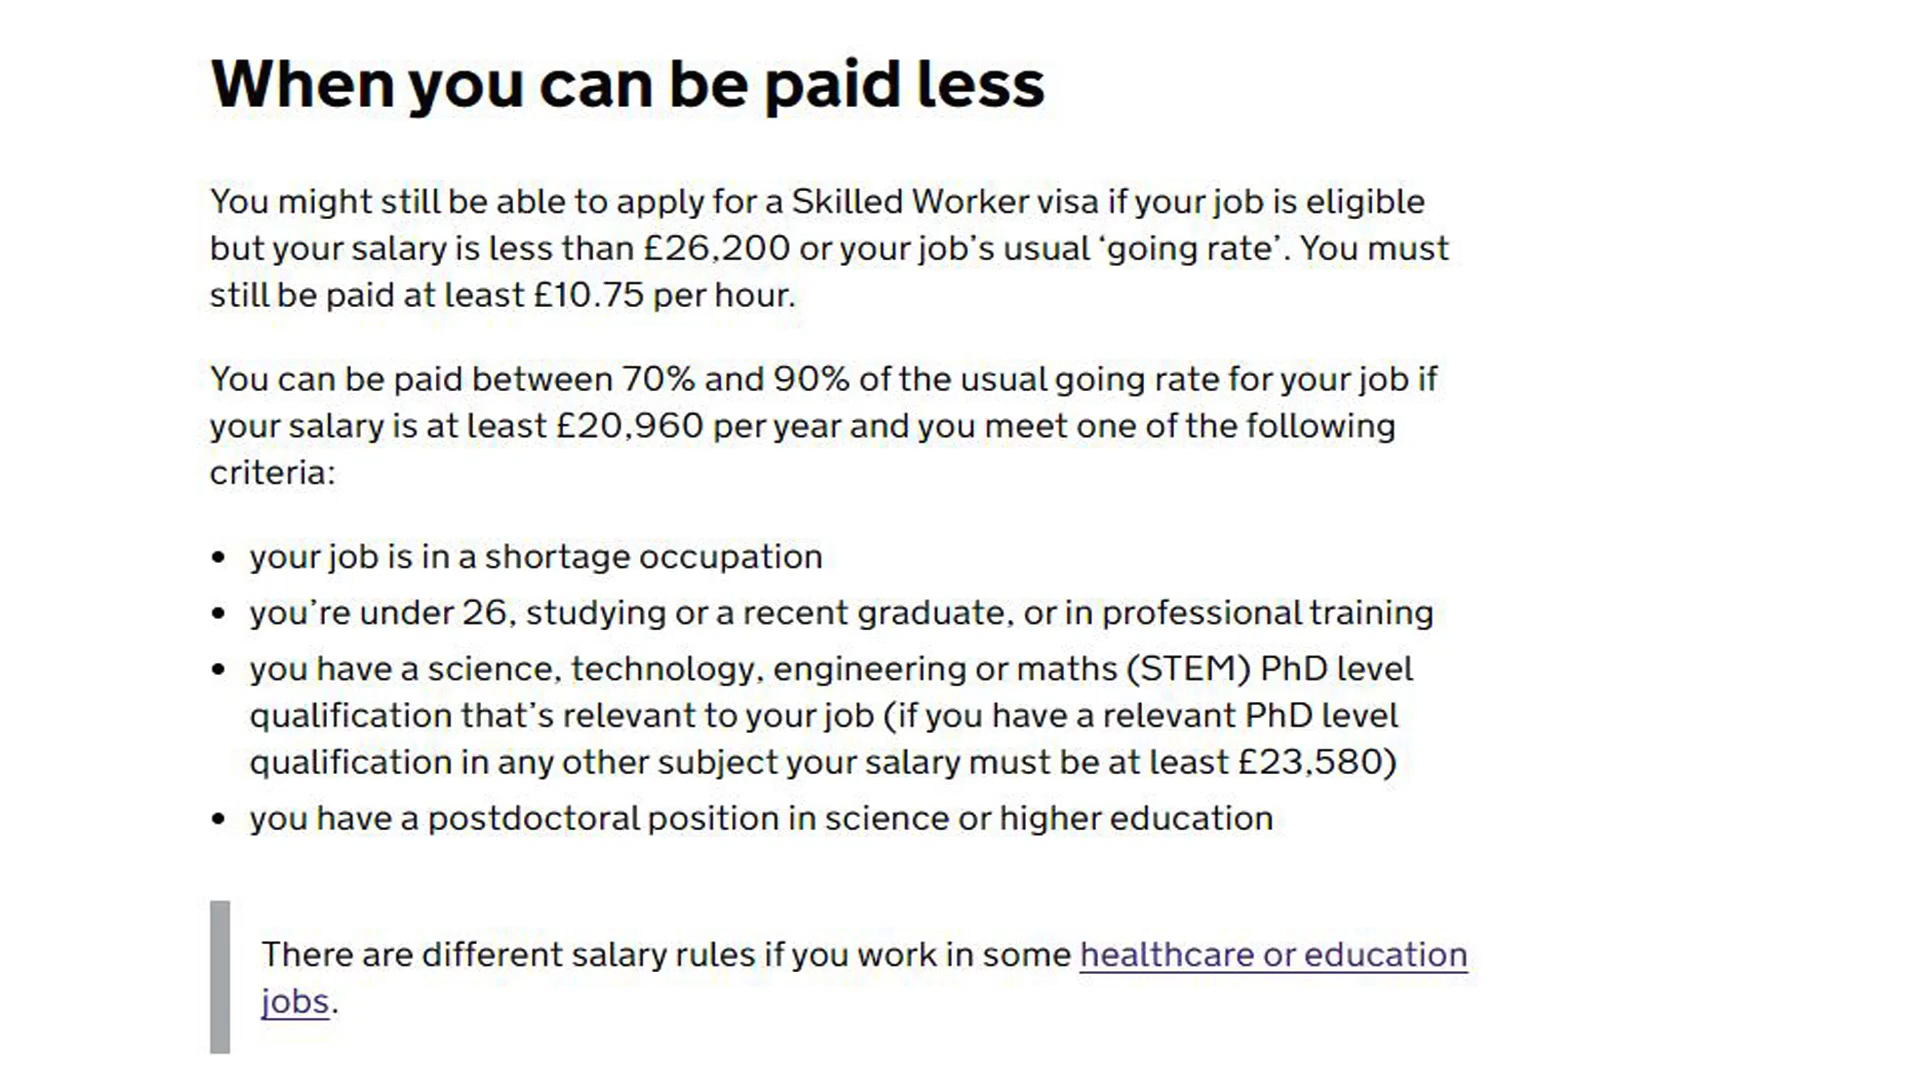 When you can be paid less
You might still be able to apply for a Skilled Worker visa if your job is eligible
but your salary is less than £26,200 or your job’s usual ‘going rate’. You must
still be paid at least £10.75 per hour.
You can be paid between 70% and 90% of the usual going rate for your job if
your salary is at least £20,960 per year and you meet one of the following
criteria:
• your job is in a shortage occupation
• you’re under 26, studying or a recent graduate, or in professional training
• you have a science, technology, engineering or maths (STEM) PhD level
qualification that’s relevant to your job (if you have a relevant PhD level
qualification in any other subject your salary must be at least £23,580)
• you have a postdoctoral position in science or higher education
There are different salary rules if you work in some healthcare or education
jobs.